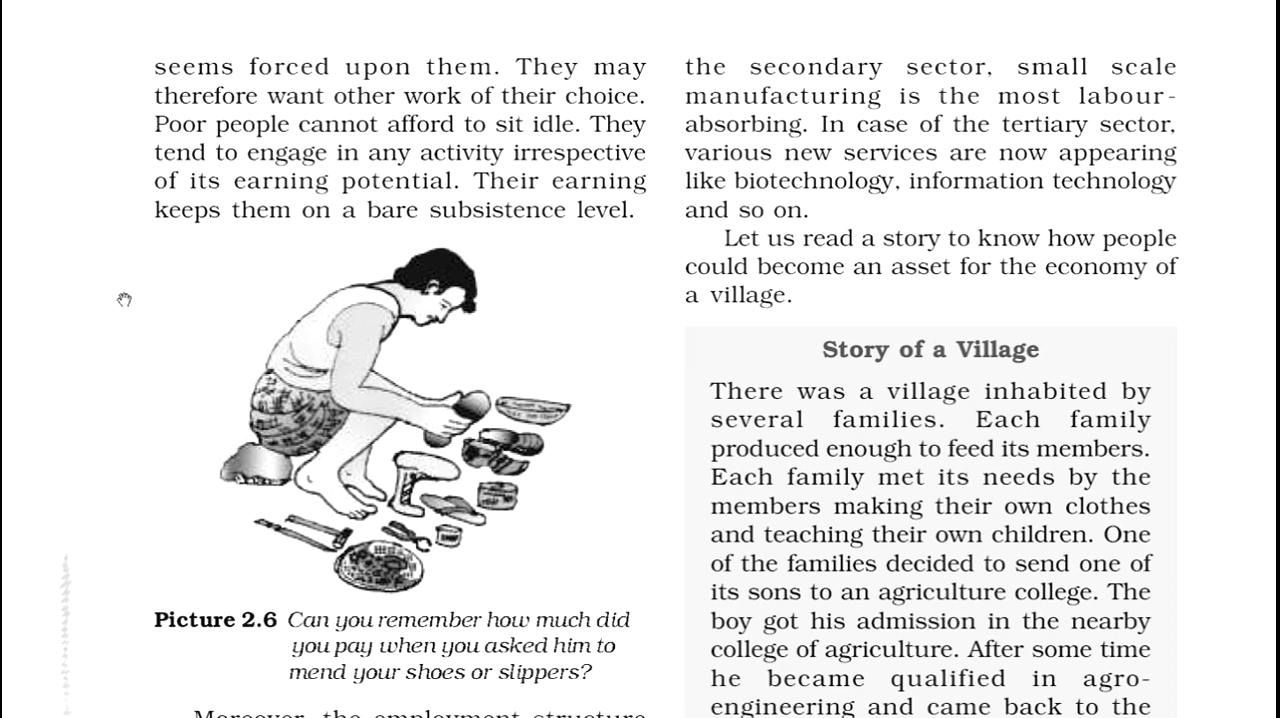 seems forced upon them. They may
therefore want other work of their choice.
Poor people cannot afford to sit idle. They
tend to engage in any activity irrespective
of its earning potential. Their earning
keeps them on a bare subsistence level.
Picture 2.6 Can you remember how much did
you pay when you asked him to
mend your shoes or slippers?
Moreover, the employment structure
the secondary sector, small scale
manufacturing is the most labour-
absorbing. In case of the tertiary sector,
various new services are now appearing
like biotechnology, information technology
and so on.
Let us read a story to know how people
could become an asset for the economy of
a village.
Story of a Village
There was a village inhabited by
several families. Each family
produced enough to feed its members.
Each family met its needs by the
members making their own clothes
and teaching their own children. One
of the families decided to send one of
its sons to an agriculture college. The
boy got his admission in the nearby
college of agriculture. After some time
he became qualified in agro-
engineering and came back to the